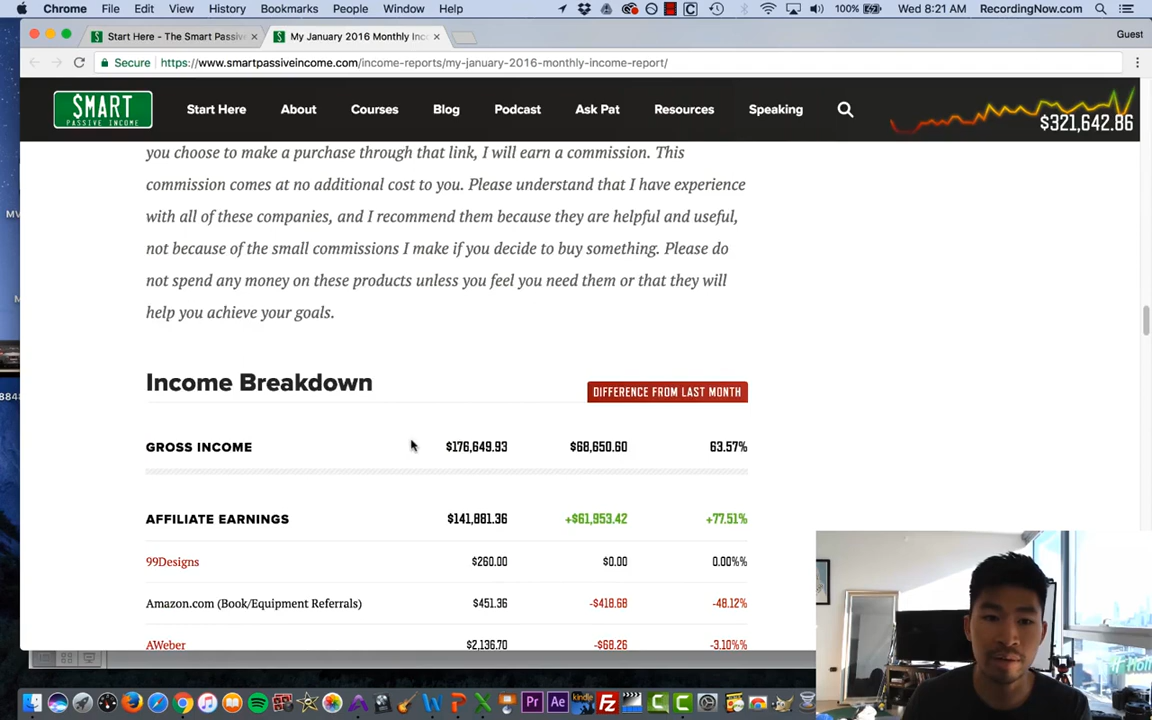 Chrome File Edit View History Bookmarks People Window Help
100% Wed 8:21 AM RecordingNow.com
Start Here - The Smart Passiv
My January 2016 Monthly Inc
Guest
Secure https://www.smartpassiveincome.com/income-reports/my-january-2016-monthly-income-report/
$MART
PASSIVE INCOME
Start Here About Courses Blog Podcast Ask Pat Resources Speaking
$321,642.86
you choose to make a purchase through that link, I will earn a commission. This
commission comes at no additional cost to you. Please understand that I have experience
with all of these companies, and I recommend them because they are helpful and useful,
not because of the small commissions I make if you decide to buy something. Please do
not spend any money on these products unless you feel you need them or that they will
help you achieve your goals.
Income Breakdown
DIFFERENCE FROM LAST MONTH
GROSS INCOME $176,649.93 $68,650.60 63.57%
AFFILIATE EARNINGS $141,881.36 +$61,953.42 +77.51%
99Designs $260.00 $0.00 0.00%%
Amazon.com (Book/Equipment Referrals) $451.36 -$418.68 -48.12%
AWeber $2,136.70 -$68.26 -3.10%%
MV
8848
Pr Ae kindle Fz